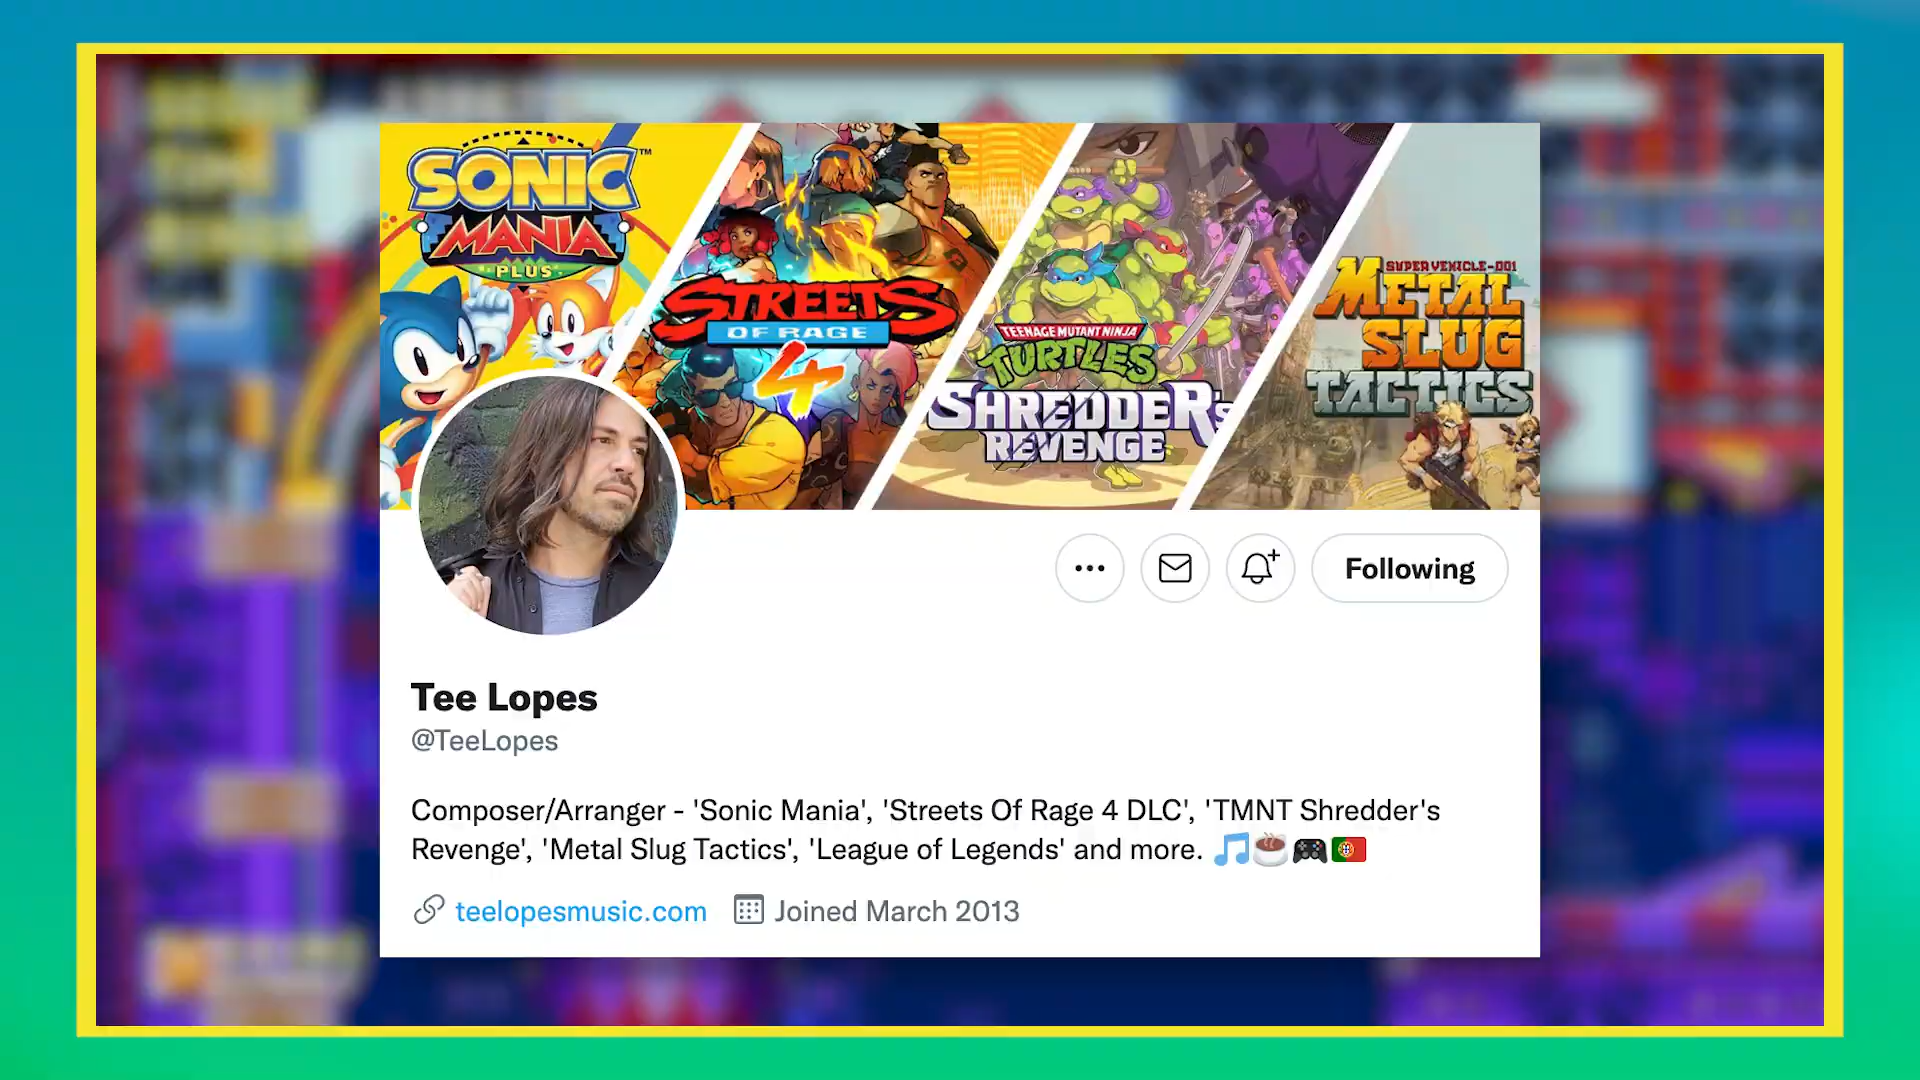 SONIC™
MANIA
PLUS
STREETS
OF RAGE
4
TEENAGE MUTANT NINJA
TURTLES
SHREDDER'S
REVENGE
SUPER VEHICLE-001
METAL
SLUG
TACTICS
Following
Tee Lopes
@TeeLopes
Composer/Arranger - 'Sonic Mania', 'Streets Of Rage 4 DLC', 'TMNT Shredder's
Revenge', 'Metal Slug Tactics', 'League of Legends' and more. 🎵☕🎮🇵🇹
teelopesmusic.com Joined March 2013